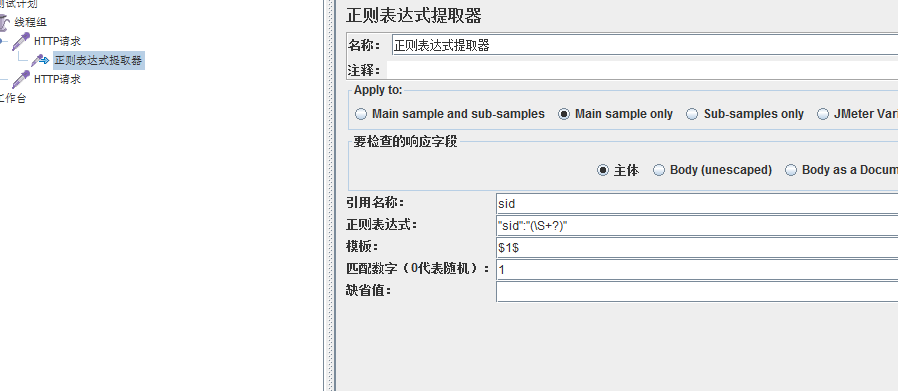 线程组
HTTP请求
正则表达式提取器
HTTP请求
工作台
正则表达式提取器
名称： 正则表达式提取器
注释：
Apply to:
Main sample and sub-samples Main sample only Sub-samples only JMeter Vari
要检查的响应字段
主体 Body (unescaped) Body as a Docum
引用名称： sid
正则表达式： "sid":"(\S+?)"
模板： $1$
匹配数字（0代表随机）： 1
缺省值：